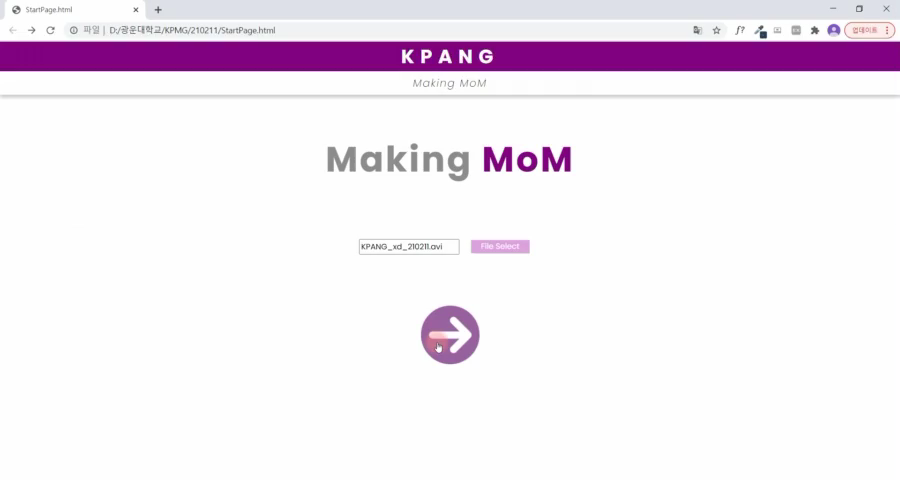 StartPage.html
파일 | D:/광운대학교/KPMG/210211/StartPage.html
업데이트
KPANG
Making MoM
Making MoM
KPANG_xd_210211.avi
File Select